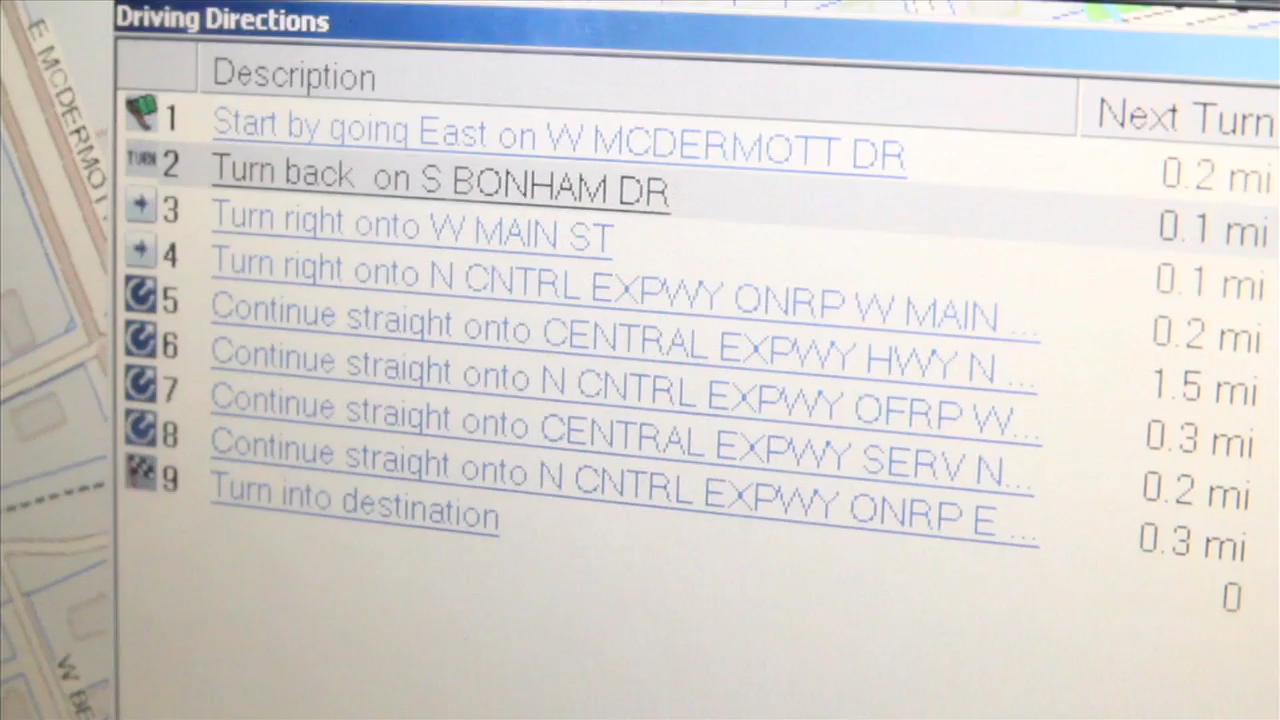 E MCDERMOTT
Driving Directions
Description Next Turn
1 Start by going East on W MCDERMOTT DR 0.2 mi
TURN 2 Turn back on S BONHAM DR 0.1 mi
3 Turn right onto W MAIN ST 0.1 mi
4 Turn right onto N CNTRL EXPWY ONRP W MAIN ... 0.2 mi
5 Continue straight onto CENTRAL EXPWY HWY N ... 1.5 mi
6 Continue straight onto N CNTRL EXPWY OFRP W... 0.3 mi
7 Continue straight onto CENTRAL EXPWY SERV N... 0.2 mi
8 Continue straight onto N CNTRL EXPWY ONRP E ... 0.3 mi
9 Turn into destination 0
W BE